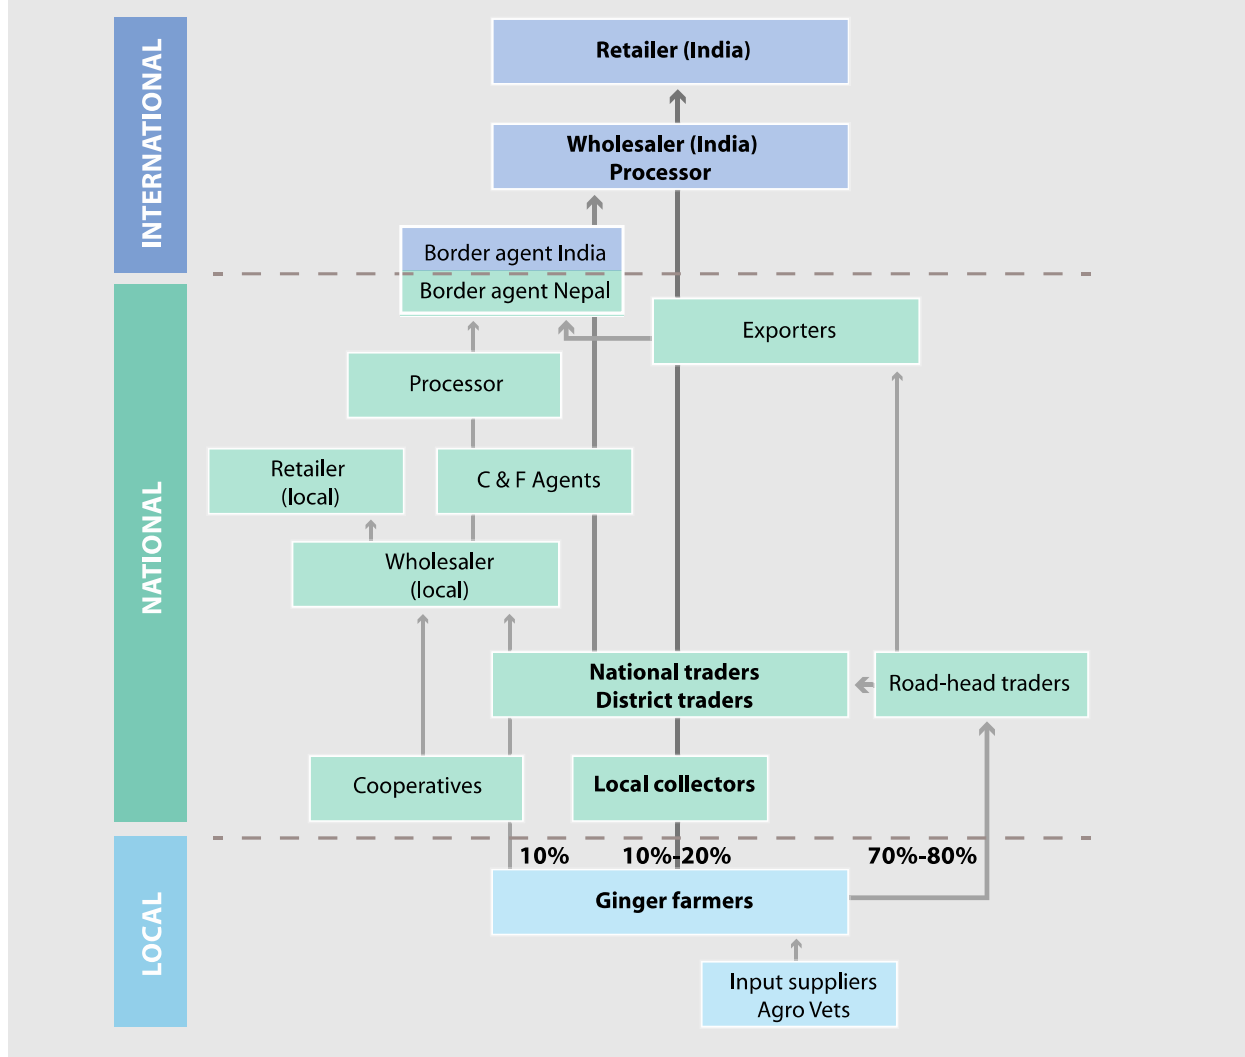 INTERNATIONAL
Retailer (India)
Wholesaler (India)
Processor
Border agent India
Border agent Nepal
NATIONAL
Exporters
Processor
Retailer
(local)
C & F Agents
Wholesaler
(local)
National traders
District traders
Road-head traders
Cooperatives
Local collectors
LOCAL
10%
10%-20%
70%-80%
Ginger farmers
Input suppliers
Agro Vets